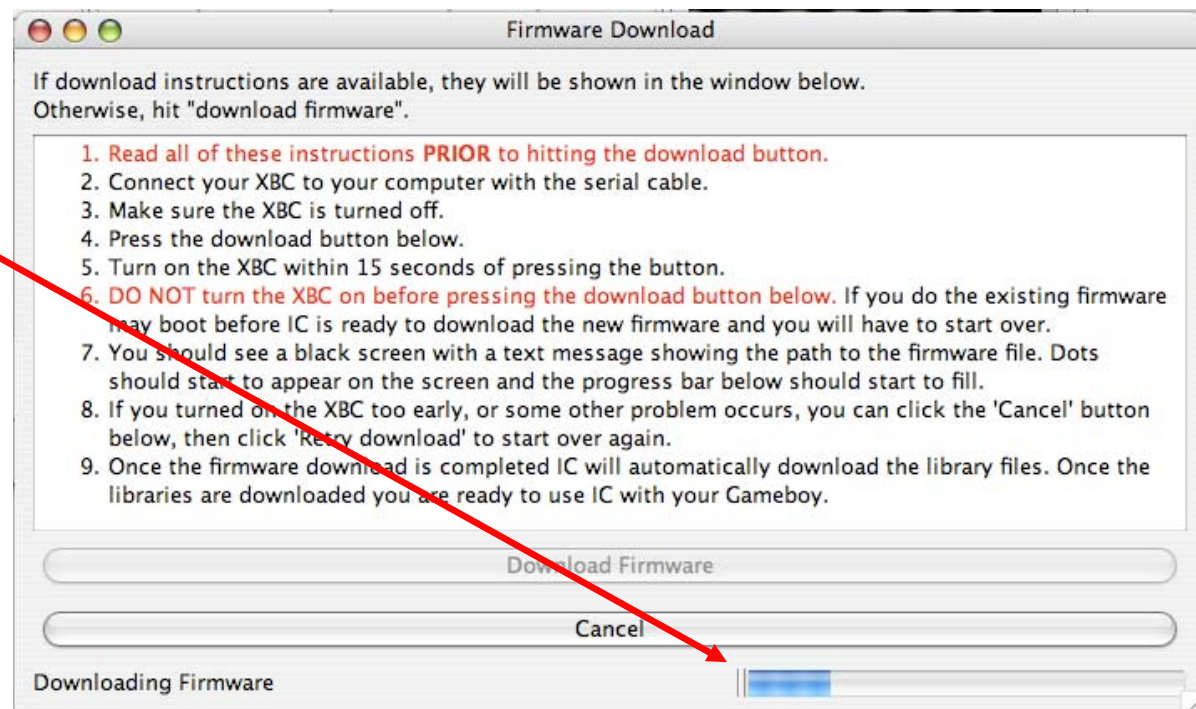 Firmware Download
If download instructions are available, they will be shown in the window below.
Otherwise, hit "download firmware".
1. Read all of these instructions PRIOR to hitting the download button.
2. Connect your XBC to your computer with the serial cable.
3. Make sure the XBC is turned off.
4. Press the download button below.
5. Turn on the XBC within 15 seconds of pressing the button.
6. DO NOT turn the XBC on before pressing the download button below. If you do the existing firmware
may boot before IC is ready to download the new firmware and you will have to start over.
7. You should see a black screen with a text message showing the path to the firmware file. Dots
should start to appear on the screen and the progress bar below should start to fill.
8. If you turned on the XBC too early, or some other problem occurs, you can click the 'Cancel' button
below, then click 'Retry download' to start over again.
9. Once the firmware download is completed IC will automatically download the library files. Once the
libraries are downloaded you are ready to use IC with your Gameboy.
Download Firmware
Cancel
Downloading Firmware